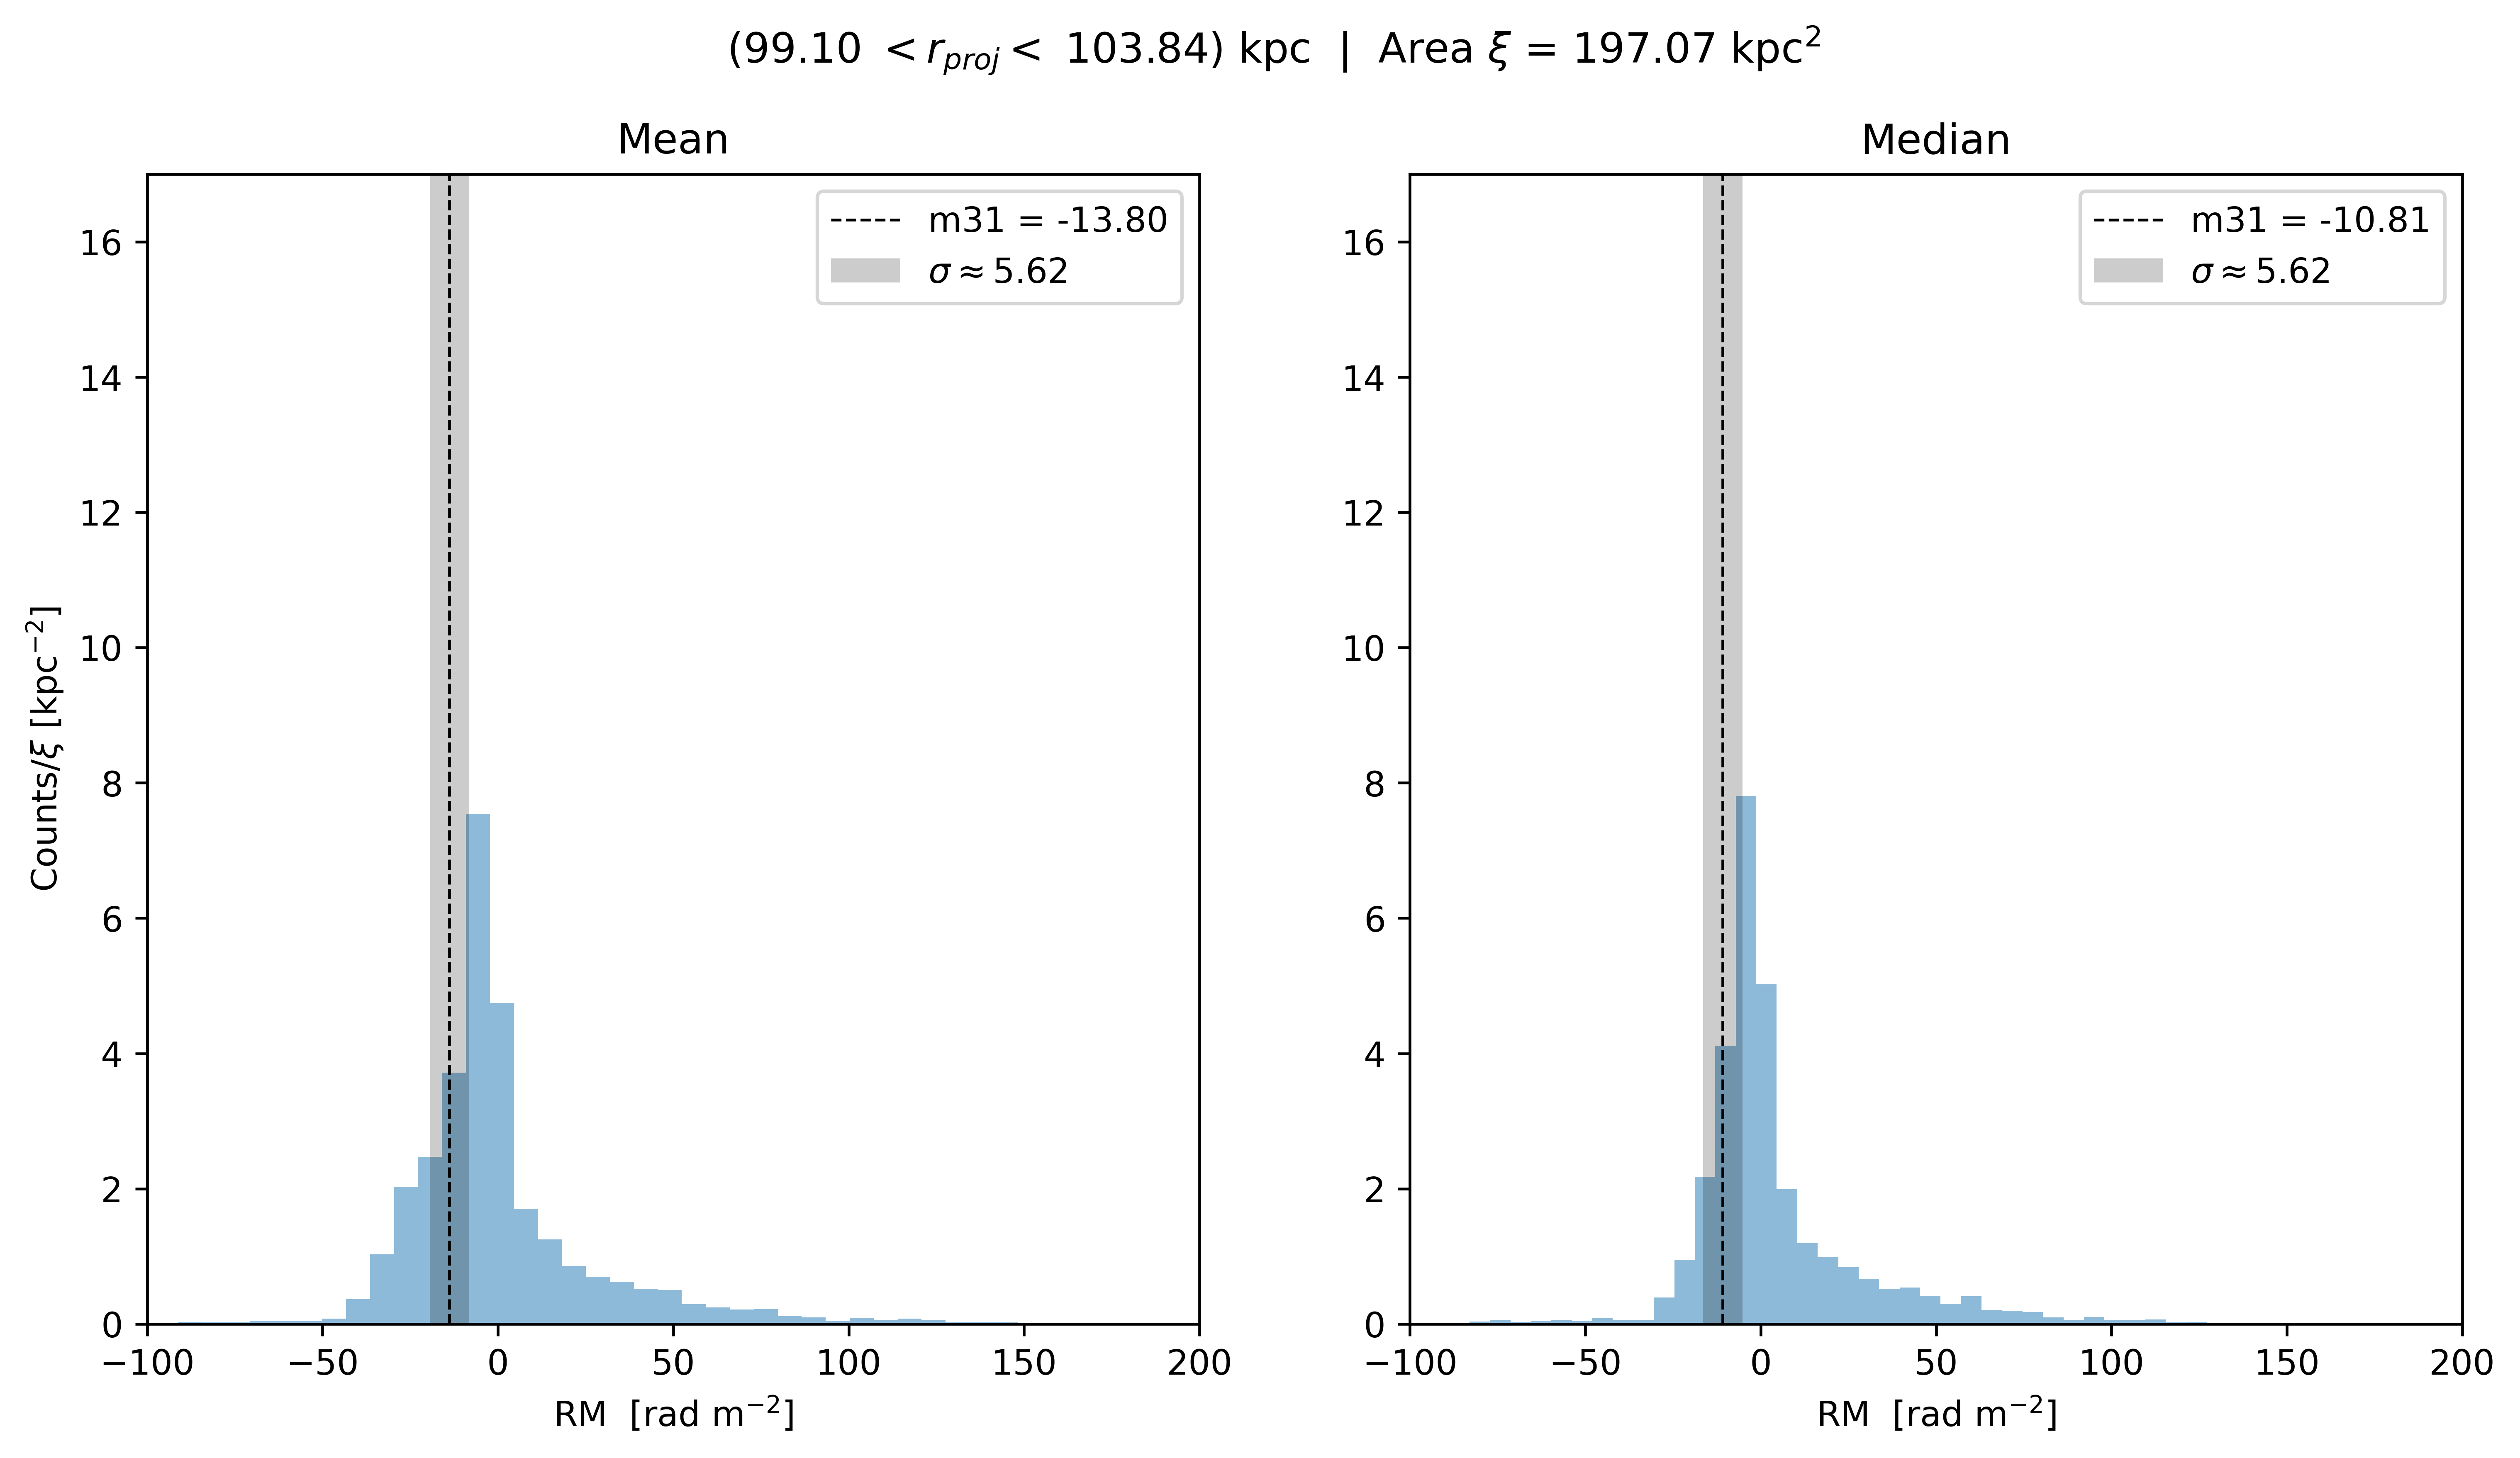 (99.10 < r_proj < 103.84) kpc | Area ξ = 197.07 kpc²
Mean
m31 = -13.80
σ ≈ 5.62
16
14
12
10
8
6
4
2
0
Counts/ξ [kpc⁻²]
−100 −50 0 50 100 150 200
RM [rad m⁻²]
Median
m31 = -10.81
σ ≈ 5.62
16
14
12
10
8
6
4
2
0
−100 −50 0 50 100 150 200
RM [rad m⁻²]